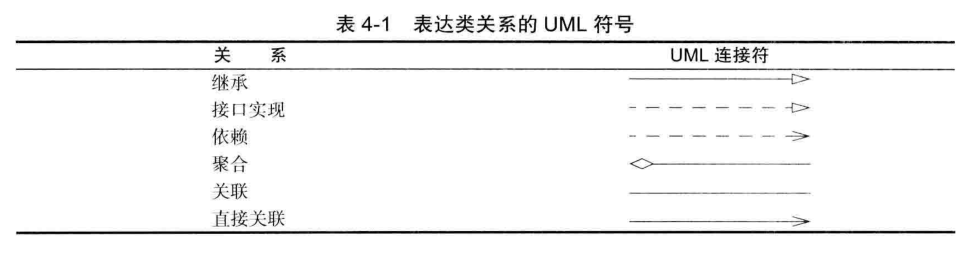 表 4-1 表达类关系的 UML 符号
关 系 UML 连接符
继承
接口实现
依赖
聚合
关联
直接关联